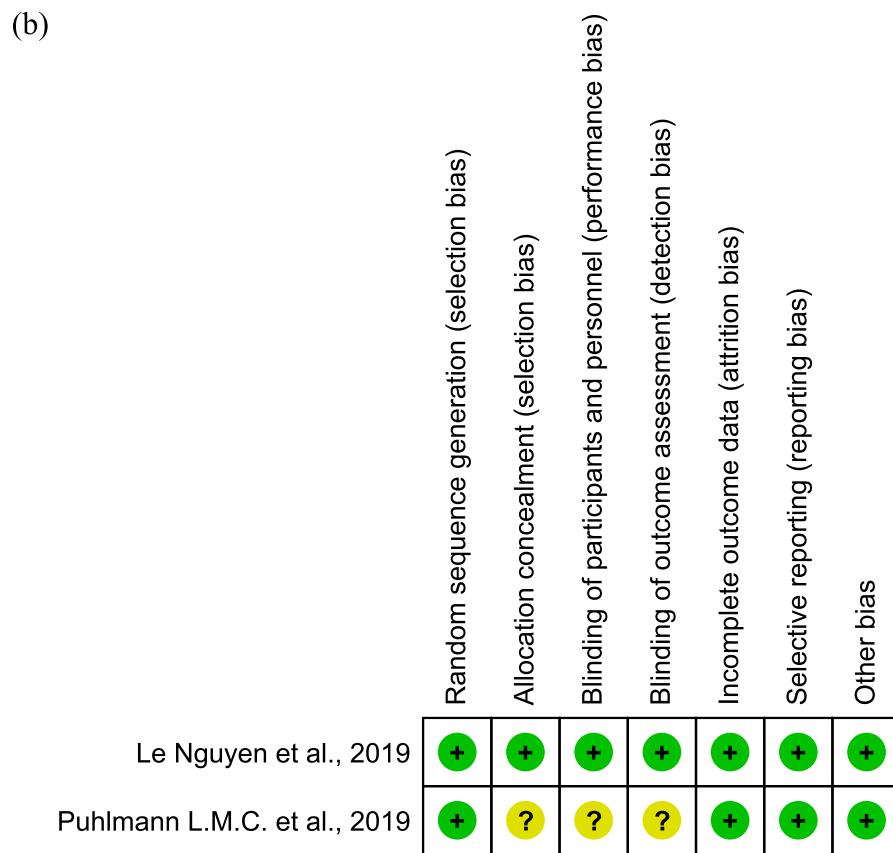 (b)
Random sequence generation (selection bias)
Allocation concealment (selection bias)
Blinding of participants and personnel (performance bias)
Blinding of outcome assessment (detection bias)
Incomplete outcome data (attrition bias)
Selective reporting (reporting bias)
Other bias
Le Nguyen et al., 2019 + + + + + + +
Puhlmann L.M.C. et al., 2019 + ? ? ? + + +